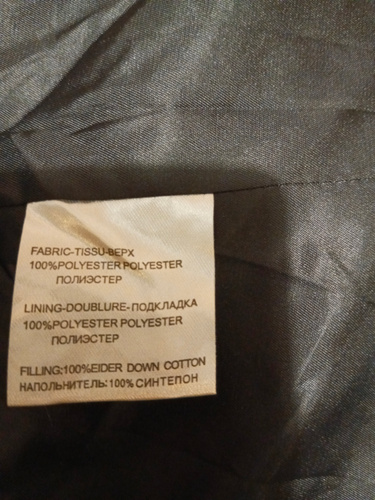 FABRIC-TISSU-ВЕРХ
100%POLYESTER POLYESTER
ПОЛИЭСТЕР
LINING-DOUBLURE-ПОДКЛАДКА
100%POLYESTER POLYESTER
ПОЛИЭСТЕР
FILLING:100%EIDER DOWN COTTON
НАПОЛЬНИТЕЛЬ:100% СИНТЕПОН